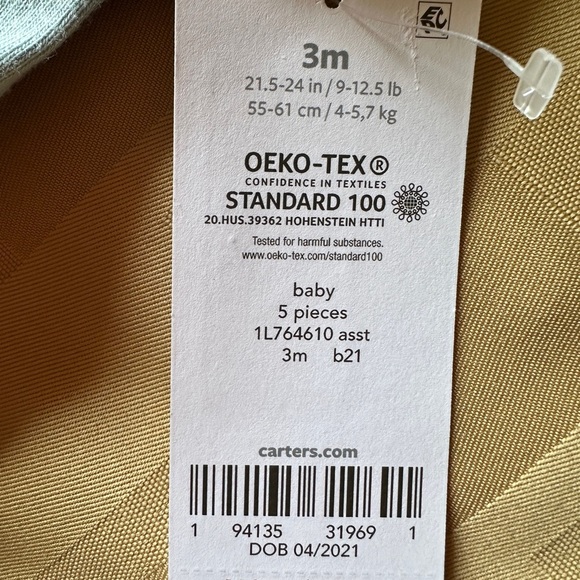 3m
21.5-24 in / 9-12.5 lb
55-61 cm / 4-5,7 kg
OEKO-TEX®
CONFIDENCE IN TEXTILES
STANDARD 100
20.HUS.39362 HOHENSTEIN HTTI
Tested for harmful substances.
www.oeko-tex.com/standard100
baby
5 pieces
1L764610 asst
3m b21
carters.com
1 94135 31969 1
DOB 04/2021